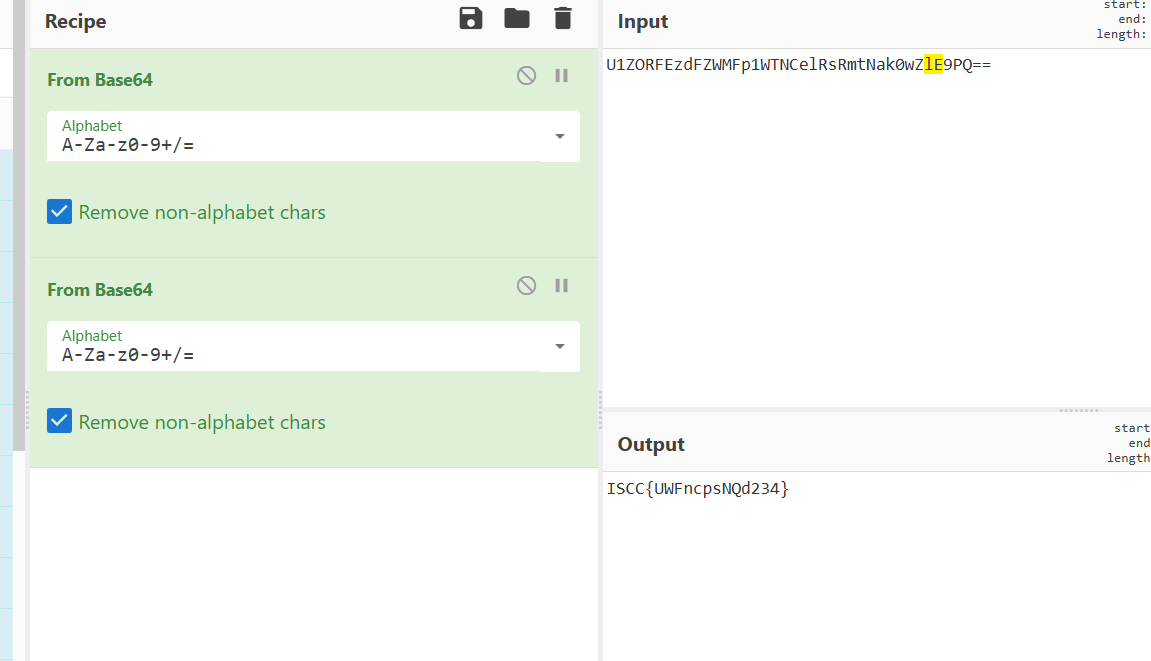 Recipe
From Base64
Alphabet
A-Za-z0-9+/=
Remove non-alphabet chars
From Base64
Alphabet
A-Za-z0-9+/=
Remove non-alphabet chars
Input
start:
end:
length:
U1ZORFEzdFZWMFp1WTNCelRsRmtNak0wZlE9PQ==
Output
start
end
length
ISCC{UWFncpsNQd234}